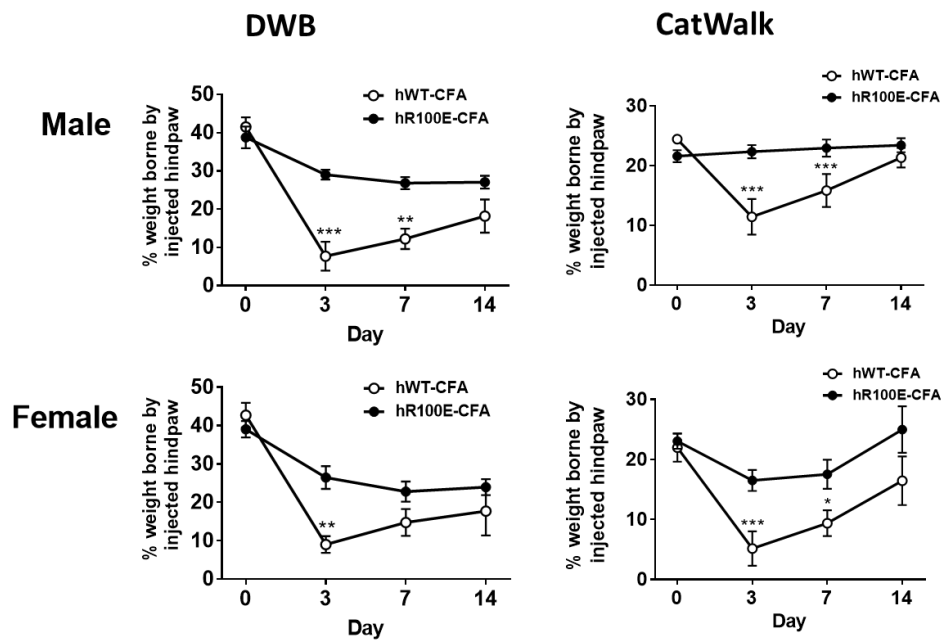 DWB
CatWalk
Male
hWT-CFA
hR100E-CFA
50
40
30
20
10
0
% weight borne by
injected hindpaw
***
**
0 3 7 14
Day
hWT-CFA
hR100E-CFA
30
20
10
0
% weight borne by
injected hindpaw
***
***
0 3 7 14
Day
Female
hWT-CFA
hR100E-CFA
50
40
30
20
10
0
% weight borne by
injected hindpaw
**
0 3 7 14
Day
hWT-CFA
hR100E-CFA
30
20
10
0
% weight borne by
injected hindpaw
***
*
0 3 7 14
Day